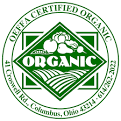 OEFFA CERTIFIED ORGANIC
ORGANIC
41 Croswell Rd., Columbus, Ohio 43214 614/262-2022